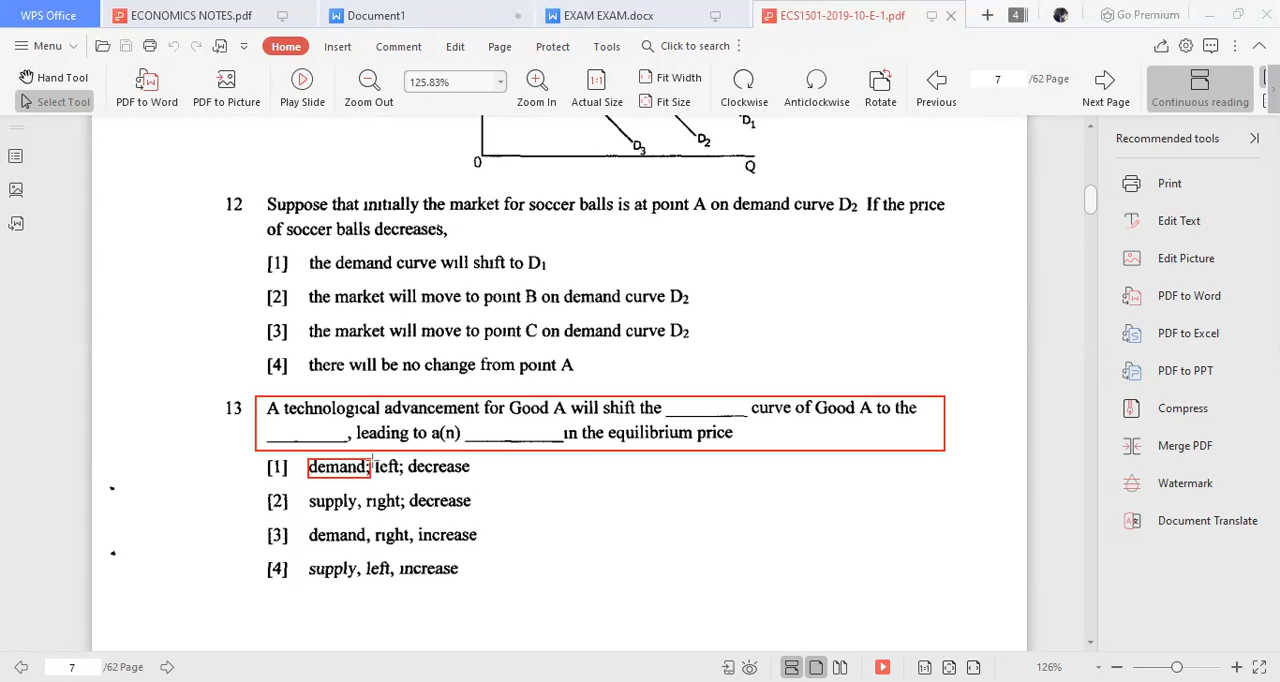 WPS Office
ECONOMICS NOTES.pdf
Document1
EXAM EXAM.docx
ECS1501-2019-10-E-1.pdf
4
Go Premium
Menu
Home
Insert
Comment
Edit
Page
Protect
Tools
Click to search
Hand Tool
Select Tool
PDF to Word
PDF to Picture
Play Slide
Zoom Out
125.83%
Zoom In
1:1
Actual Size
Fit Width
Fit Size
Clockwise
Anticlockwise
Rotate
Previous
7
/62 Page
Next Page
Continuous reading
D1
D2
D3
0
Q
12 Suppose that initially the market for soccer balls is at point A on demand curve D2 If the price
of soccer balls decreases,
[1] the demand curve will shift to D1
[2] the market will move to point B on demand curve D2
[3] the market will move to point C on demand curve D2
[4] there will be no change from point A
13 A technological advancement for Good A will shift the ________ curve of Good A to the
________, leading to a(n) __________in the equilibrium price
[1] demand; left; decrease
[2] supply, right; decrease
[3] demand, right, increase
[4] supply, left, increase
Recommended tools
Print
Edit Text
Edit Picture
PDF to Word
PDF to Excel
PDF to PPT
Compress
Merge PDF
Watermark
Document Translate
7
/62 Page
126%